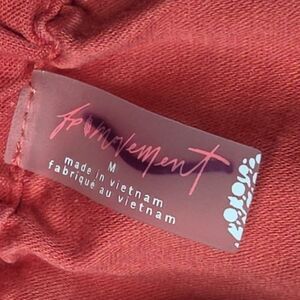 fp movement
M
made in vietnam
fabriqué au vietnam